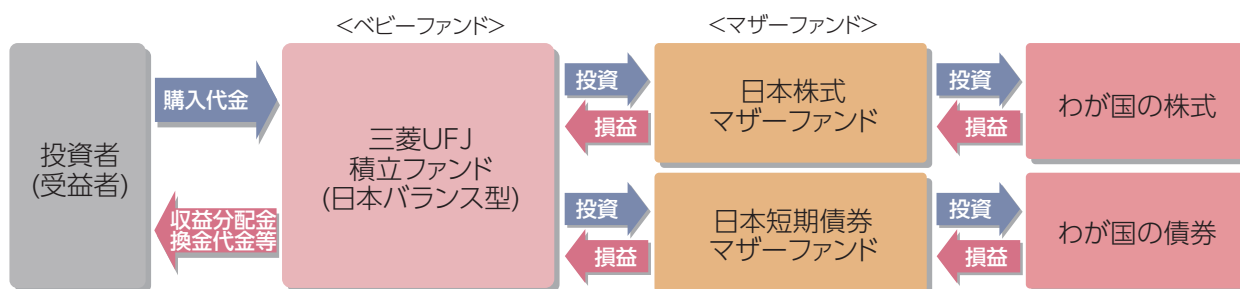 <ベビーファンド>
<マザーファンド>
投資者
(受益者)
購入代金
収益分配金
換金代金等
三菱UFJ
積立ファンド
(日本バランス型)
投資
損益
日本株式
マザーファンド
投資
損益
わが国の株式
投資
損益
日本短期債券
マザーファンド
投資
損益
わが国の債券